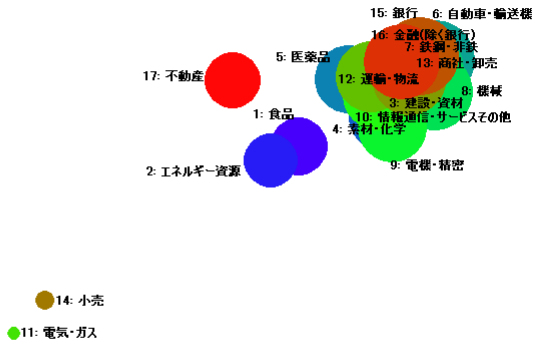 15: 銀行
6: 自動車・輸送機
16: 金融(除く銀行)
7: 鉄鋼・非鉄
5: 医薬品
13: 商社・卸売
17: 不動産
12: 運輸・物流
8: 機械
3: 建設・資材
1: 食品
10: 情報通信・サービスその他
4: 素材・化学
9: 電機・精密
2: エネルギー資源
14: 小売
11: 電気・ガス